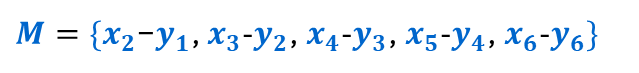 M = {x₂−y₁, x₃-y₂, x₄-y₃, x₅-y₄, x₆-y₆}